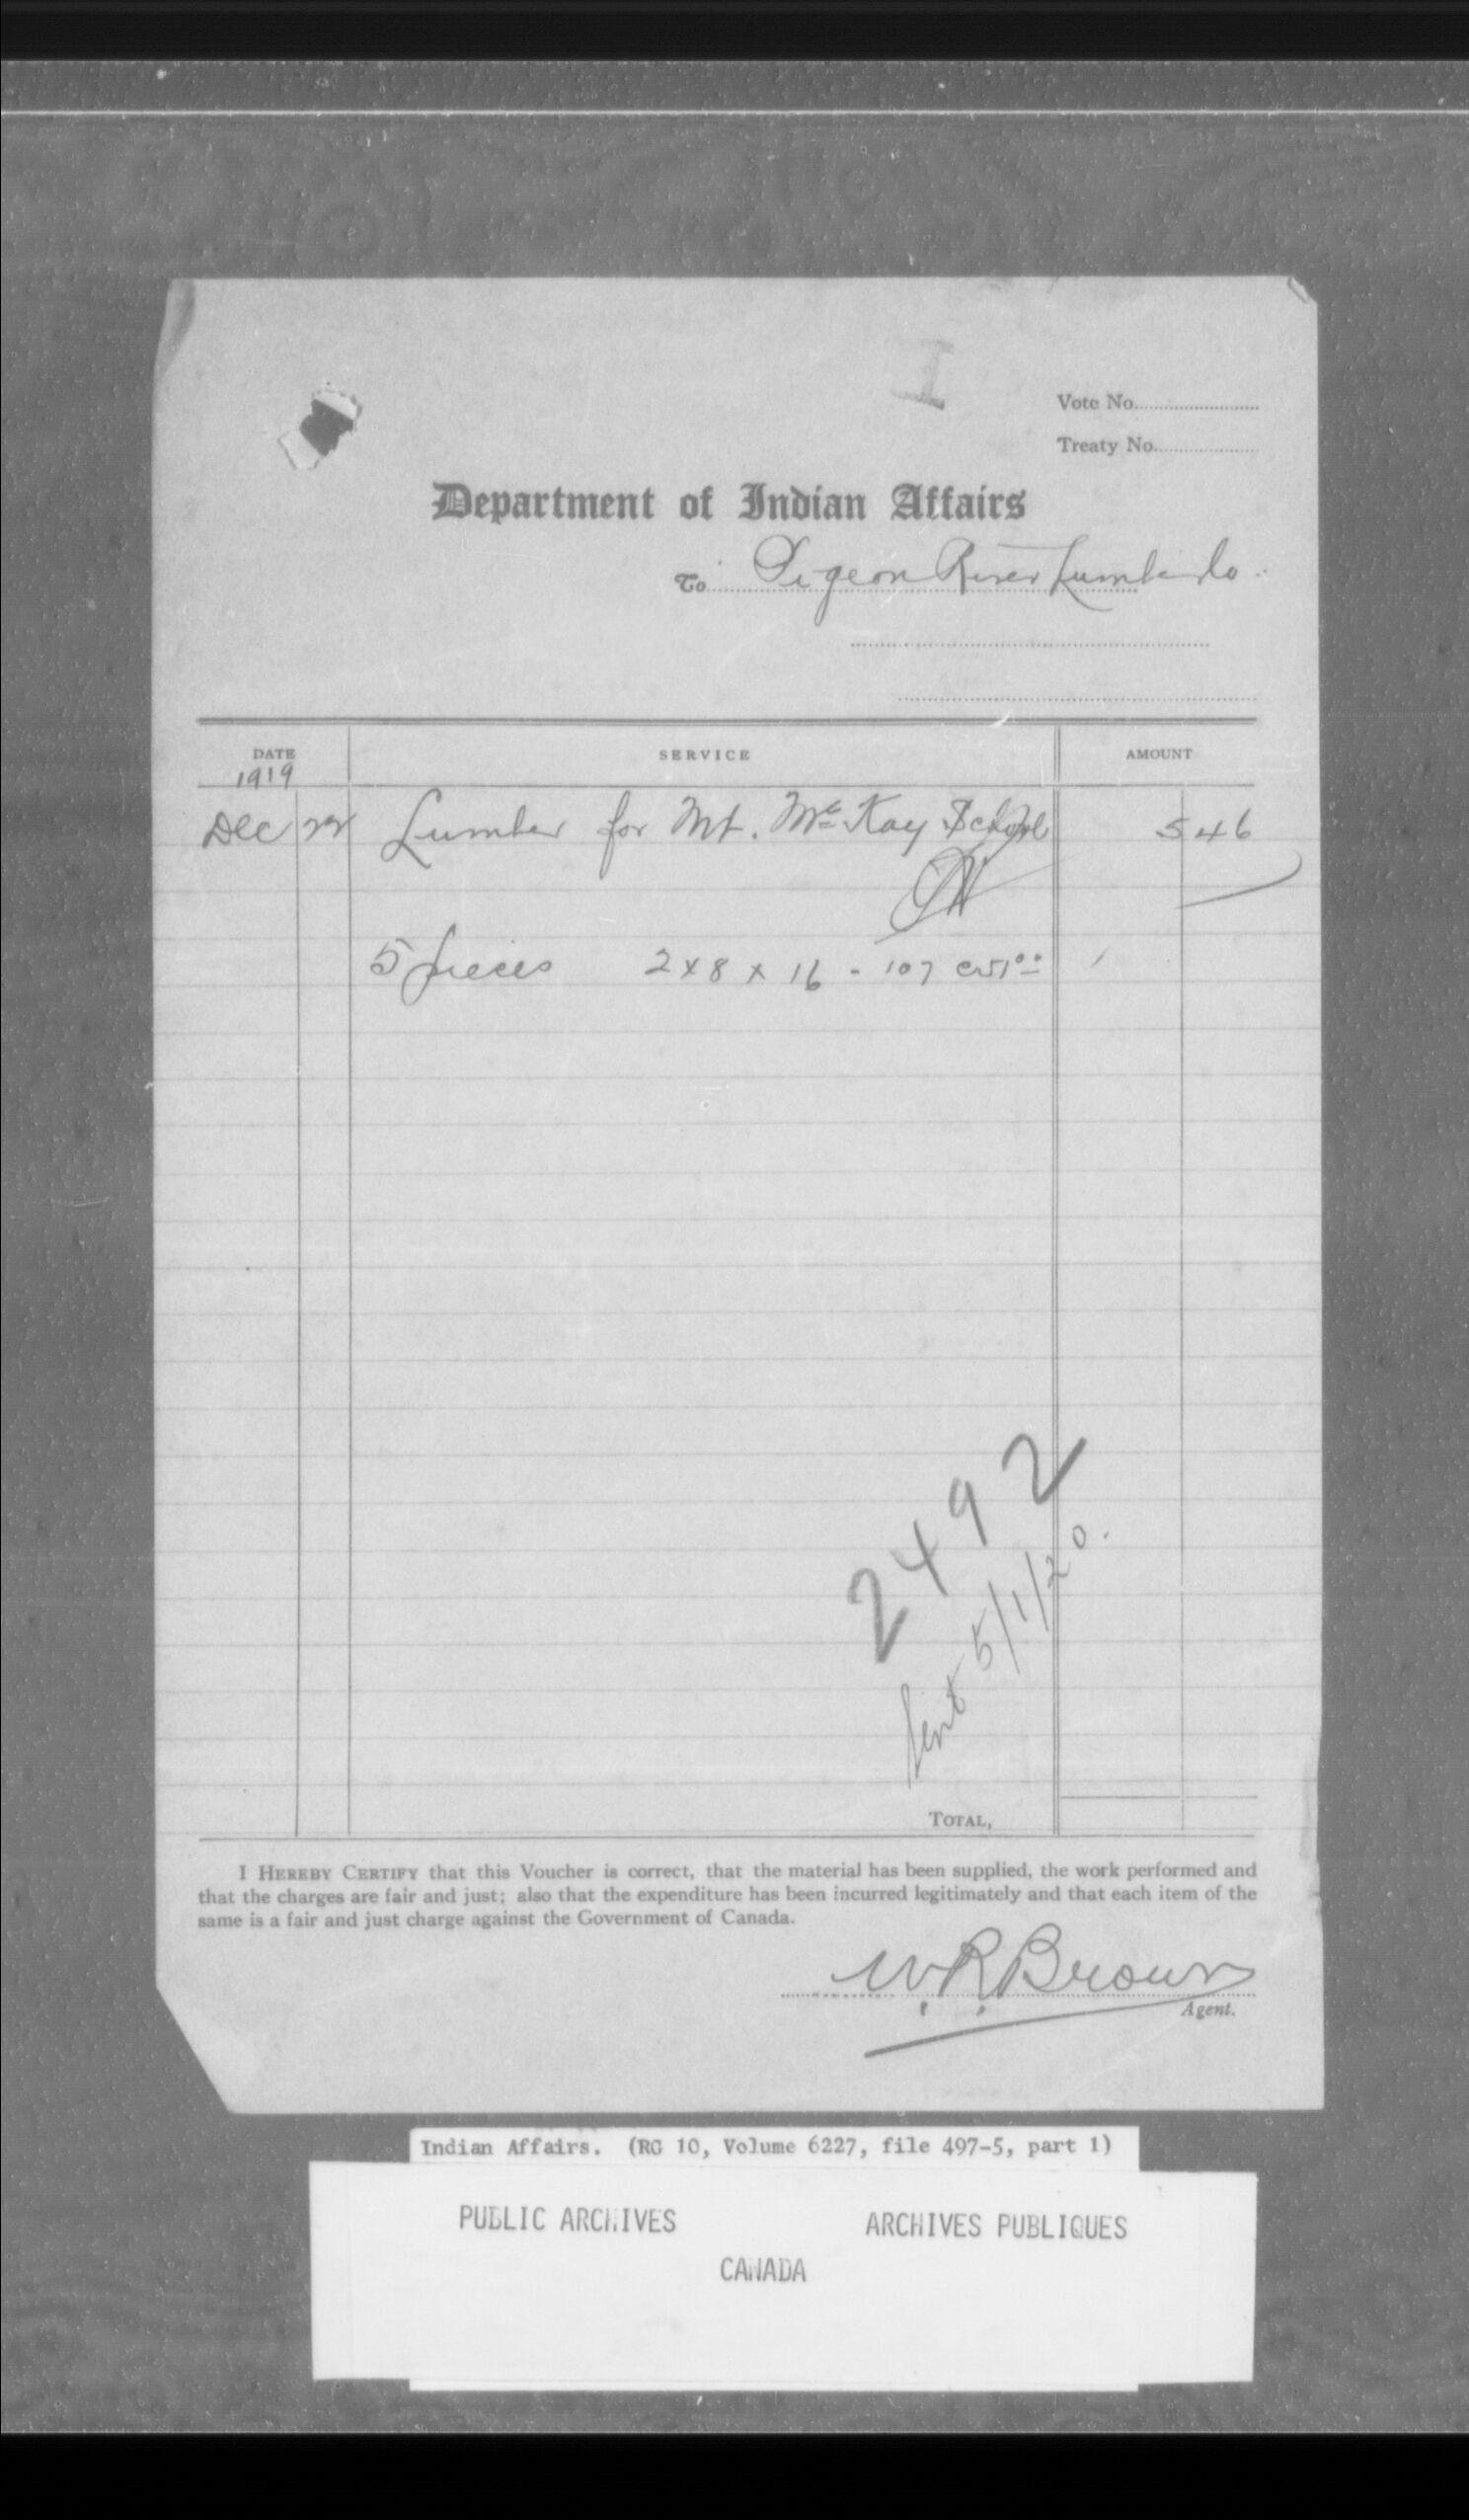 I
Vote No.
Treaty No.
Department of Indian Affairs
To Pigeon River Lumber Co.
DATE SERVICE AMOUNT
1919
Dec 22 Lumber for Mt. McKay School 5 46
5 pieces 2 x 8 x 16 - 107 @ 51 00
2492
Sent 5/1/20.
TOTAL,
I HEREBY CERTIFY that this Voucher is correct, that the material has been supplied, the work performed and
that the charges are fair and just; also that the expenditure has been incurred legitimately and that each item of the
same is a fair and just charge against the Government of Canada.
W.R. Brown
Agent.
Indian Affairs. (RG 10, Volume 6227, file 497-5, part 1)
PUBLIC ARCHIVES ARCHIVES PUBLIQUES
CANADA